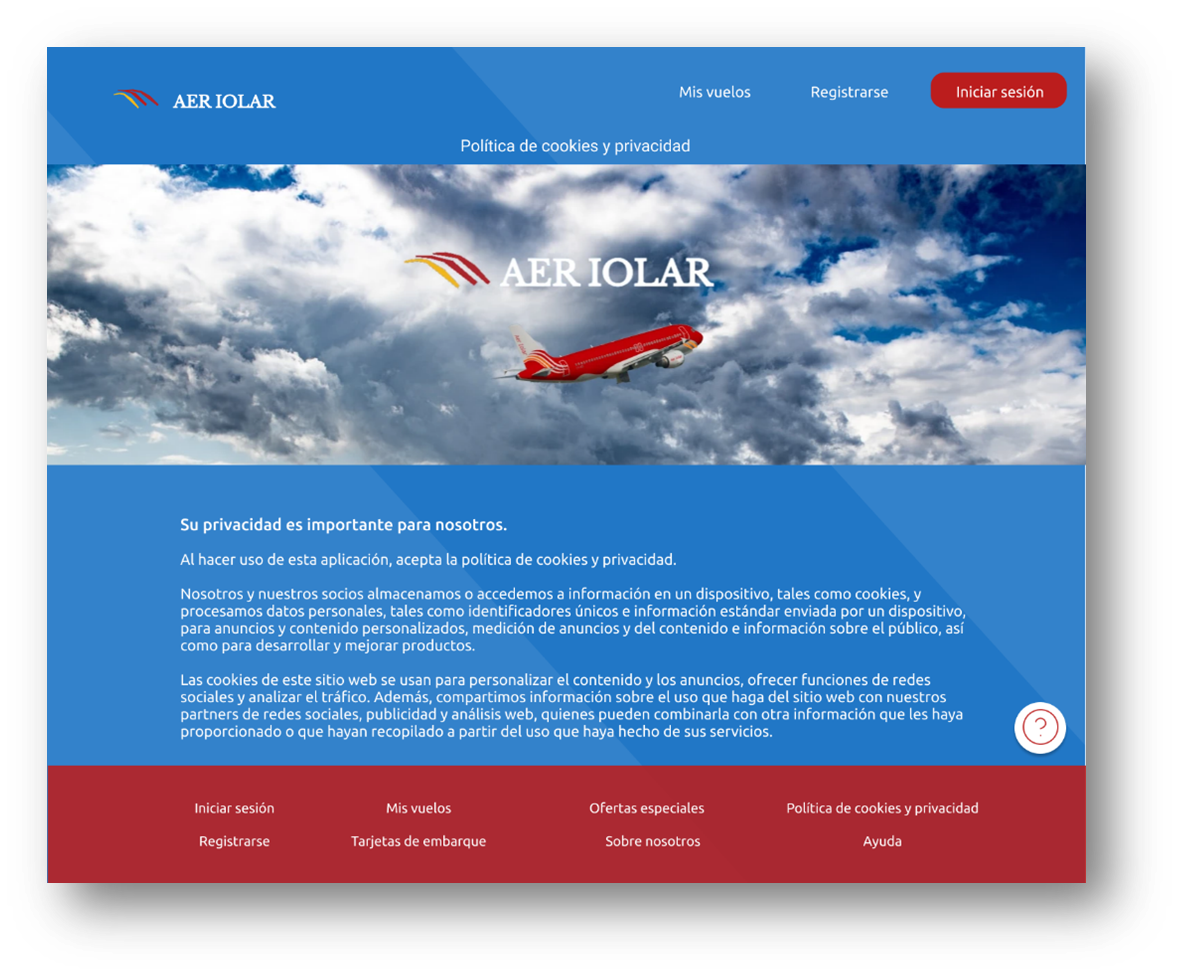 AER IOLAR
Mis vuelos
Registrarse
Iniciar sesión
Política de cookies y privacidad
AER IOLAR
Su privacidad es importante para nosotros.
Al hacer uso de esta aplicación, acepta la política de cookies y privacidad.
Nosotros y nuestros socios almacenamos o accedemos a información en un dispositivo, tales como cookies, y
procesamos datos personales, tales como identificadores únicos e información estándar enviada por un dispositivo,
para anuncios y contenido personalizados, medición de anuncios y del contenido e información sobre el público, así
como para desarrollar y mejorar productos.
Las cookies de este sitio web se usan para personalizar el contenido y los anuncios, ofrecer funciones de redes
sociales y analizar el tráfico. Además, compartimos información sobre el uso que haga del sitio web con nuestros
partners de redes sociales, publicidad y análisis web, quienes pueden combinarla con otra información que les haya
proporcionado o que hayan recopilado a partir del uso que haya hecho de sus servicios.
?
Iniciar sesión
Mis vuelos
Ofertas especiales
Política de cookies y privacidad
Registrarse
Tarjetas de embarque
Sobre nosotros
Ayuda